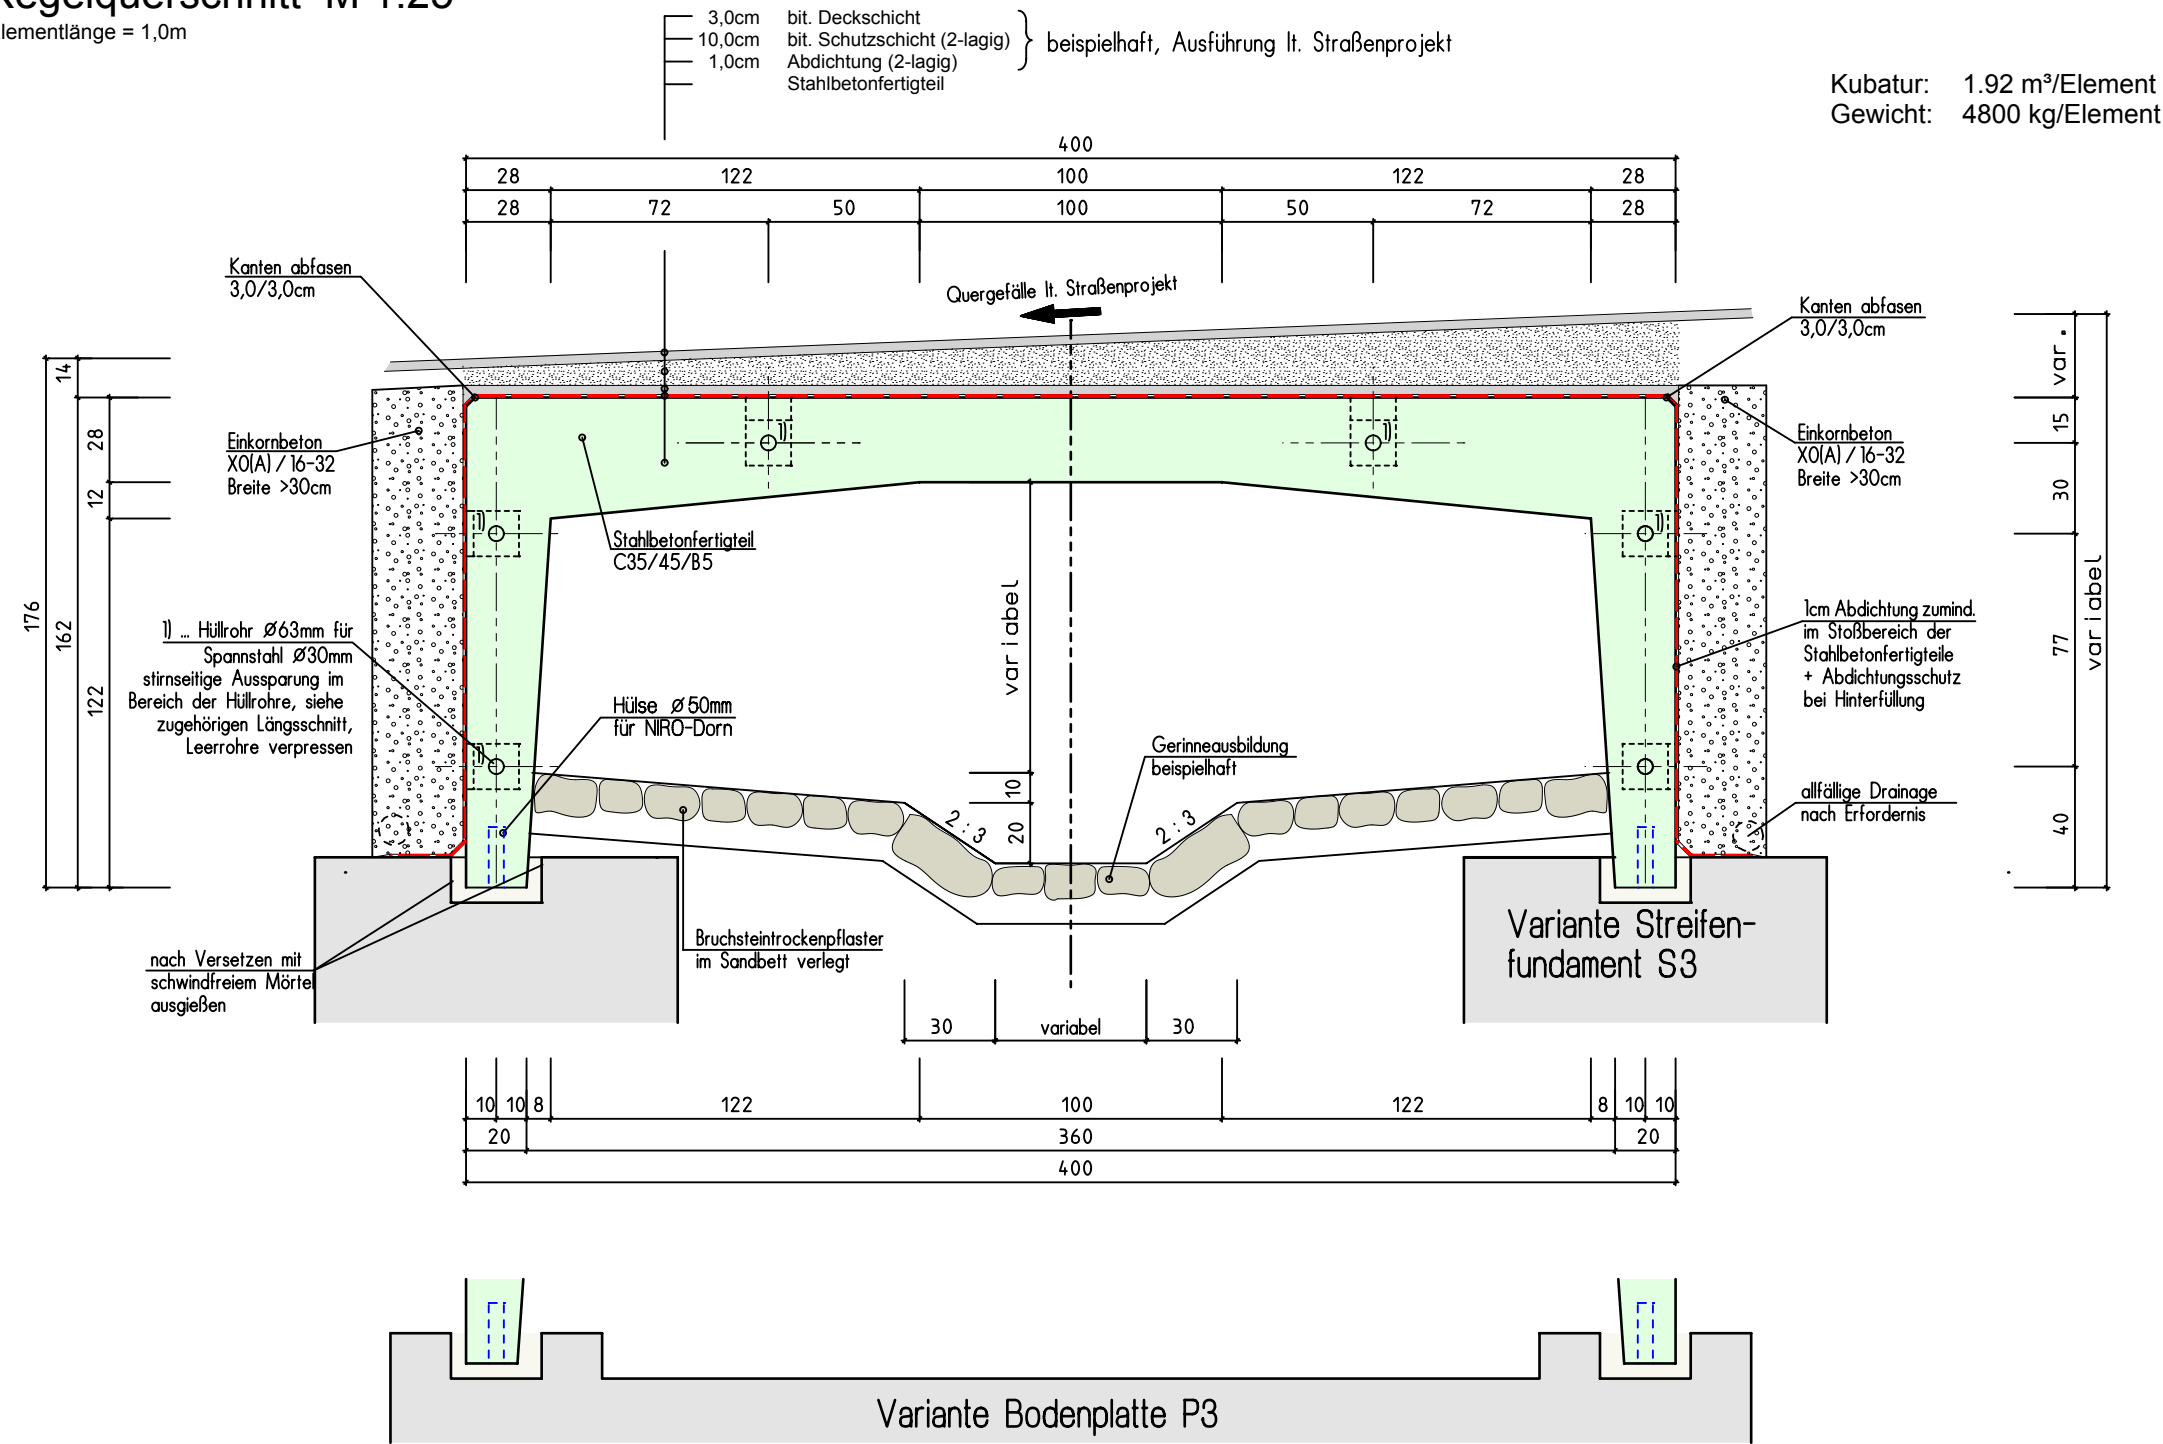 Regelquerschnitt M 1:25
Elementlänge = 1,0m
3,0cm bit. Deckschicht
10,0cm bit. Schutzschicht (2-lagig)
1,0cm Abdichtung (2-lagig)
Stahlbetonfertigteil
beispielhaft, Ausführung lt. Straßenprojekt
Kubatur: 1.92 m³/Element
Gewicht: 4800 kg/Element
400
28 122 100 122 28
28 72 50 100 50 72 28
Kanten abfasen
3,0/3,0cm
Quergefälle lt. Straßenprojekt
Kanten abfasen
3,0/3,0cm
14
28
12
122
162
176
var.
15
30
77
40
variabel
Einkornbeton
X0(A) / 16-32
Breite >30cm
1)
1)
Einkornbeton
X0(A) / 16-32
Breite >30cm
1)
1)
Stahlbetonfertigteil
C35/45/B5
variabel
1) ... Hüllrohr Ø63mm für
Spannstahl Ø30mm
stirnseitige Aussparung im
Bereich der Hüllrohre, siehe
zugehörigen Längsschnitt,
Leerrohre verpressen
1cm Abdichtung zumind.
im Stoßbereich der
Stahlbetonfertigteile
+ Abdichtungsschutz
bei Hinterfüllung
Hülse Ø50mm
für NIRO-Dorn
1)
Gerinneausbildung
beispielhaft
10
20
2:3
2:3
allfällige Drainage
nach Erfordernis
nach Versetzen mit
schwindfreiem Mörtel
ausgießen
Bruchsteintrockenpflaster
im Sandbett verlegt
Variante Streifen-
fundament S3
30 variabel 30
10 10 8 122 100 122 8 10 10
20 360 20
400
Variante Bodenplatte P3